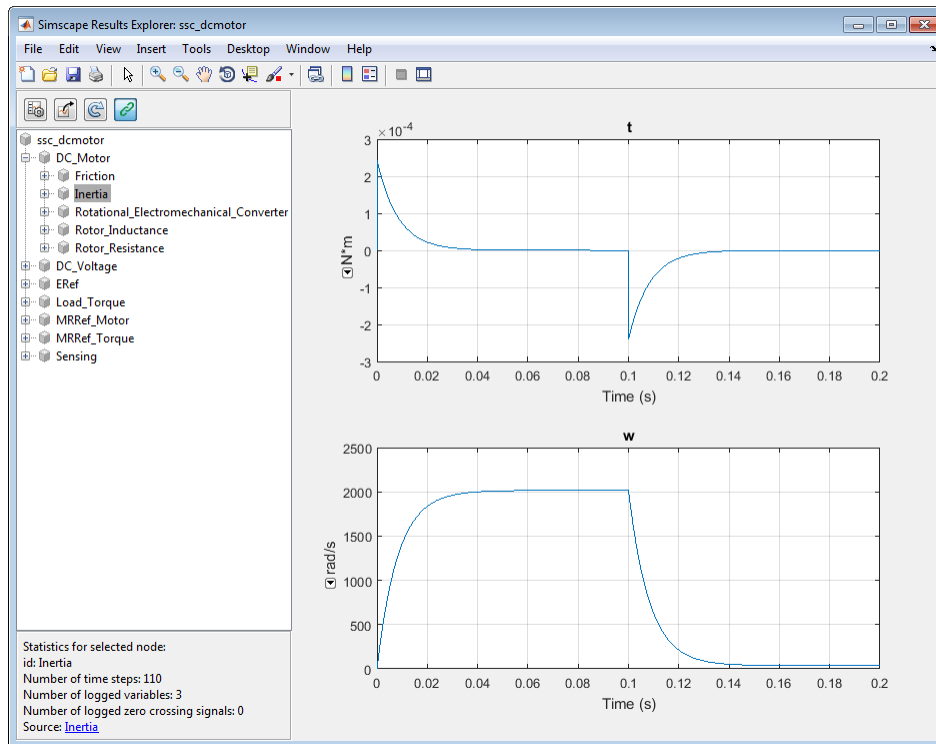 Simscape Results Explorer: ssc_dcmotor
File Edit View Insert Tools Desktop Window Help
ssc_dcmotor
DC_Motor
Friction
Inertia
Rotational_Electromechanical_Converter
Rotor_Inductance
Rotor_Resistance
DC_Voltage
ERef
Load_Torque
MRRef_Motor
MRRef_Torque
Sensing
Statistics for selected node:
id: Inertia
Number of time steps: 110
Number of logged variables: 3
Number of logged zero crossing signals: 0
Source: Inertia
t
×10⁻⁴
3
2
1
0
-1
-2
-3
N*m
0 0.02 0.04 0.06 0.08 0.1 0.12 0.14 0.16 0.18 0.2
Time (s)
w
2500
2000
1500
1000
500
0
rad/s
0 0.02 0.04 0.06 0.08 0.1 0.12 0.14 0.16 0.18 0.2
Time (s)